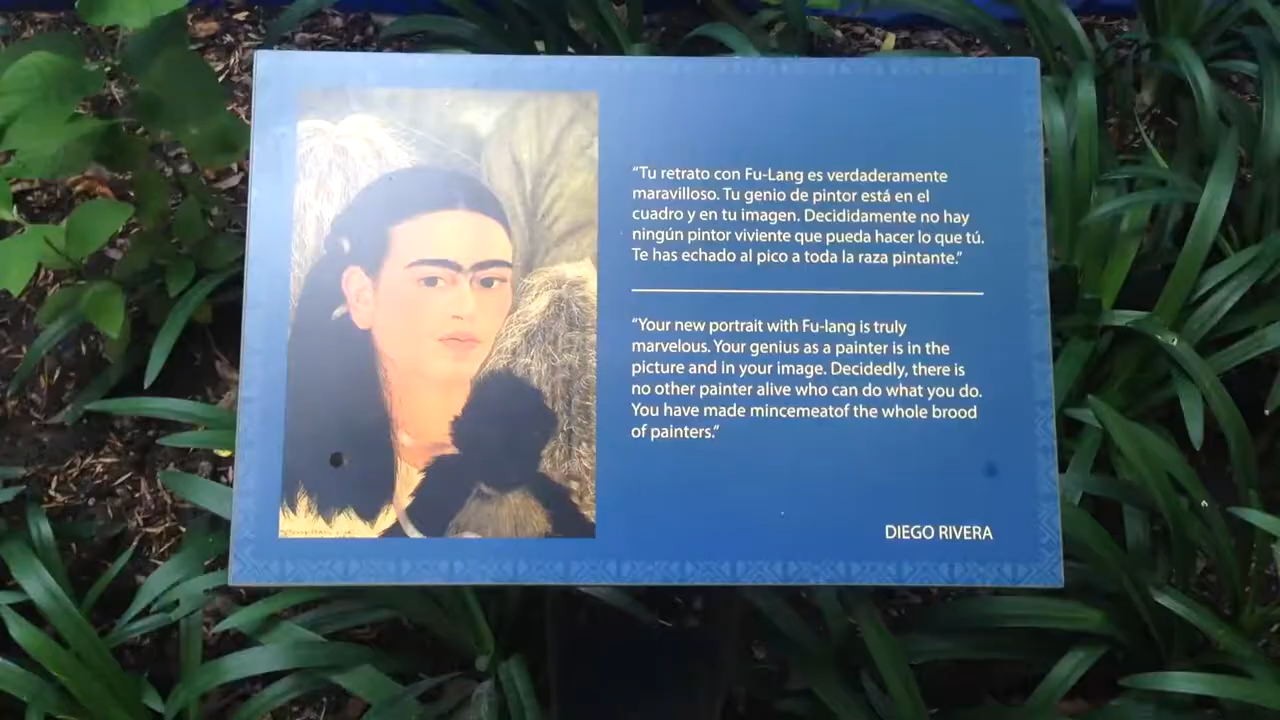 “Tu retrato con Fu-Lang es verdaderamente
maravilloso. Tu genio de pintor está en el
cuadro y en tu imagen. Decididamente no hay
ningún pintor viviente que pueda hacer lo que tú.
Te has echado al pico a toda la raza pintante.”
“Your new portrait with Fu-lang is truly
marvelous. Your genius as a painter is in the
picture and in your image. Decidedly, there is
no other painter alive who can do what you do.
You have made mincemeatof the whole brood
of painters.”
DIEGO RIVERA